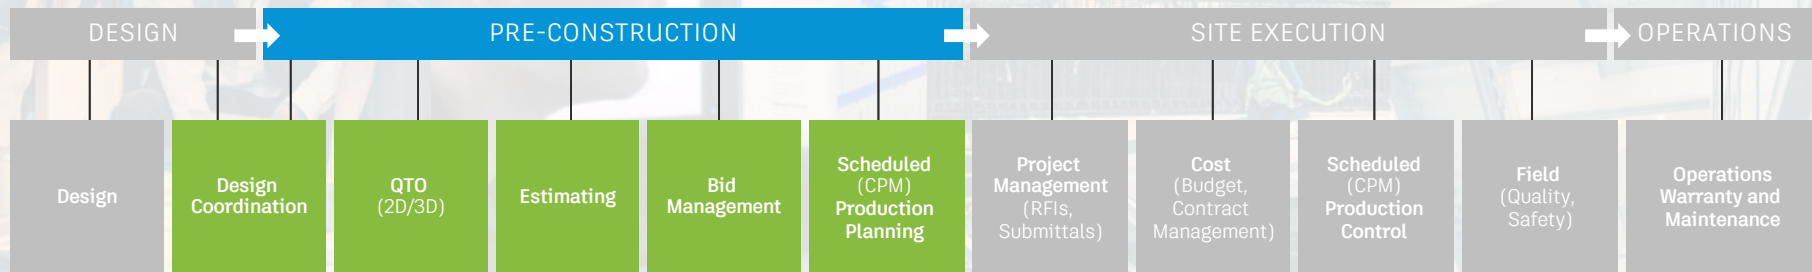 DESIGN
PRE-CONSTRUCTION
SITE EXECUTION
OPERATIONS
Design
Design
Coordination
QTO
(2D/3D)
Estimating
Bid
Management
Scheduled
(CPM)
Production
Planning
Project
Management
(RFIs,
Submittals)
Cost
(Budget,
Contract
Management)
Scheduled
(CPM)
Production
Control
Field
(Quality,
Safety)
Operations
Warranty and
Maintenance